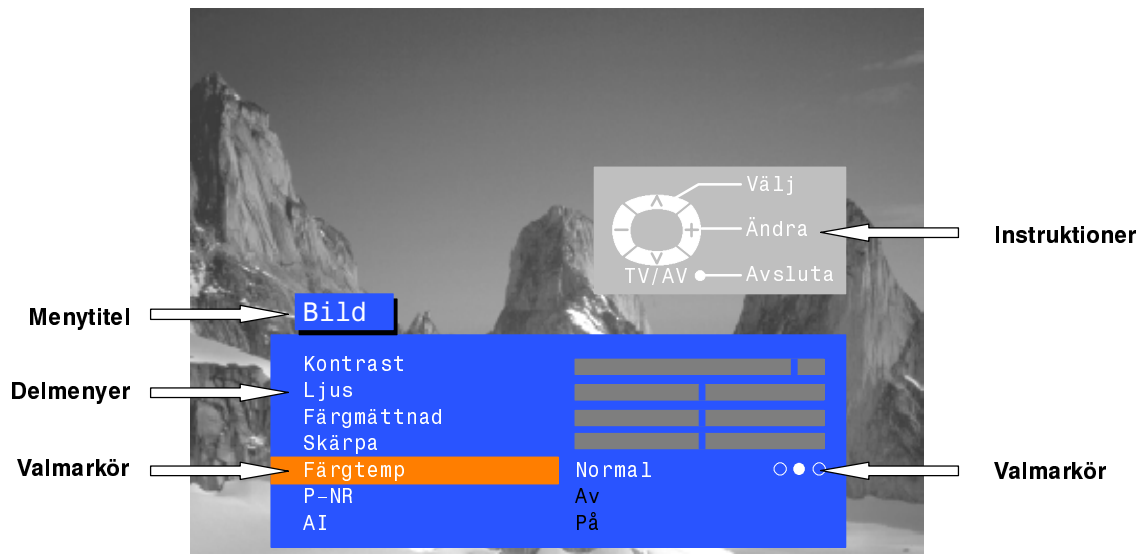 Välj
Ändra
TV/AV Avsluta
Instruktioner
Menytitel
Bild
Delmenyer
Kontrast
Ljus
Färgmättnad
Skärpa
Valmarkör
Färgtemp Normal
Valmarkör
P-NR Av
AI På